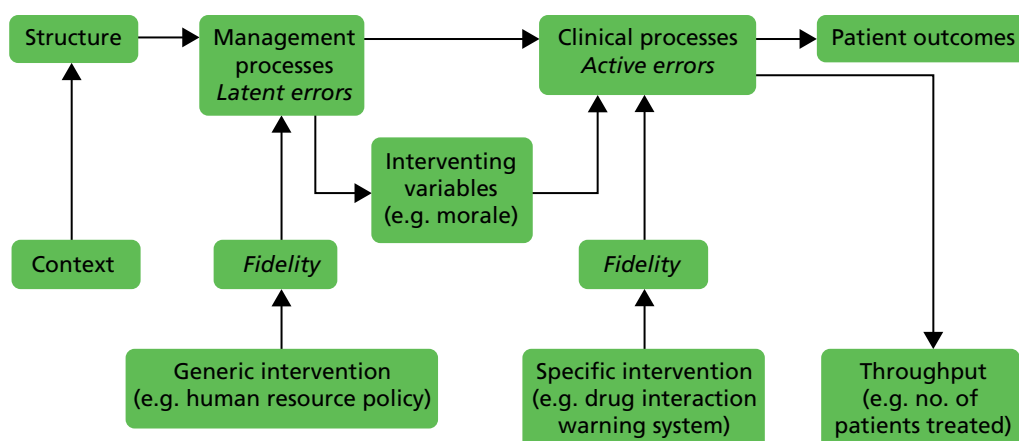 Structure
Management
processes
Latent errors
Clinical processes
Active errors
Patient outcomes
Interventing
variables
(e.g. morale)
Context
Fidelity
Fidelity
Generic intervention
(e.g. human resource policy)
Specific intervention
(e.g. drug interaction
warning system)
Throughput
(e.g. no. of
patients treated)